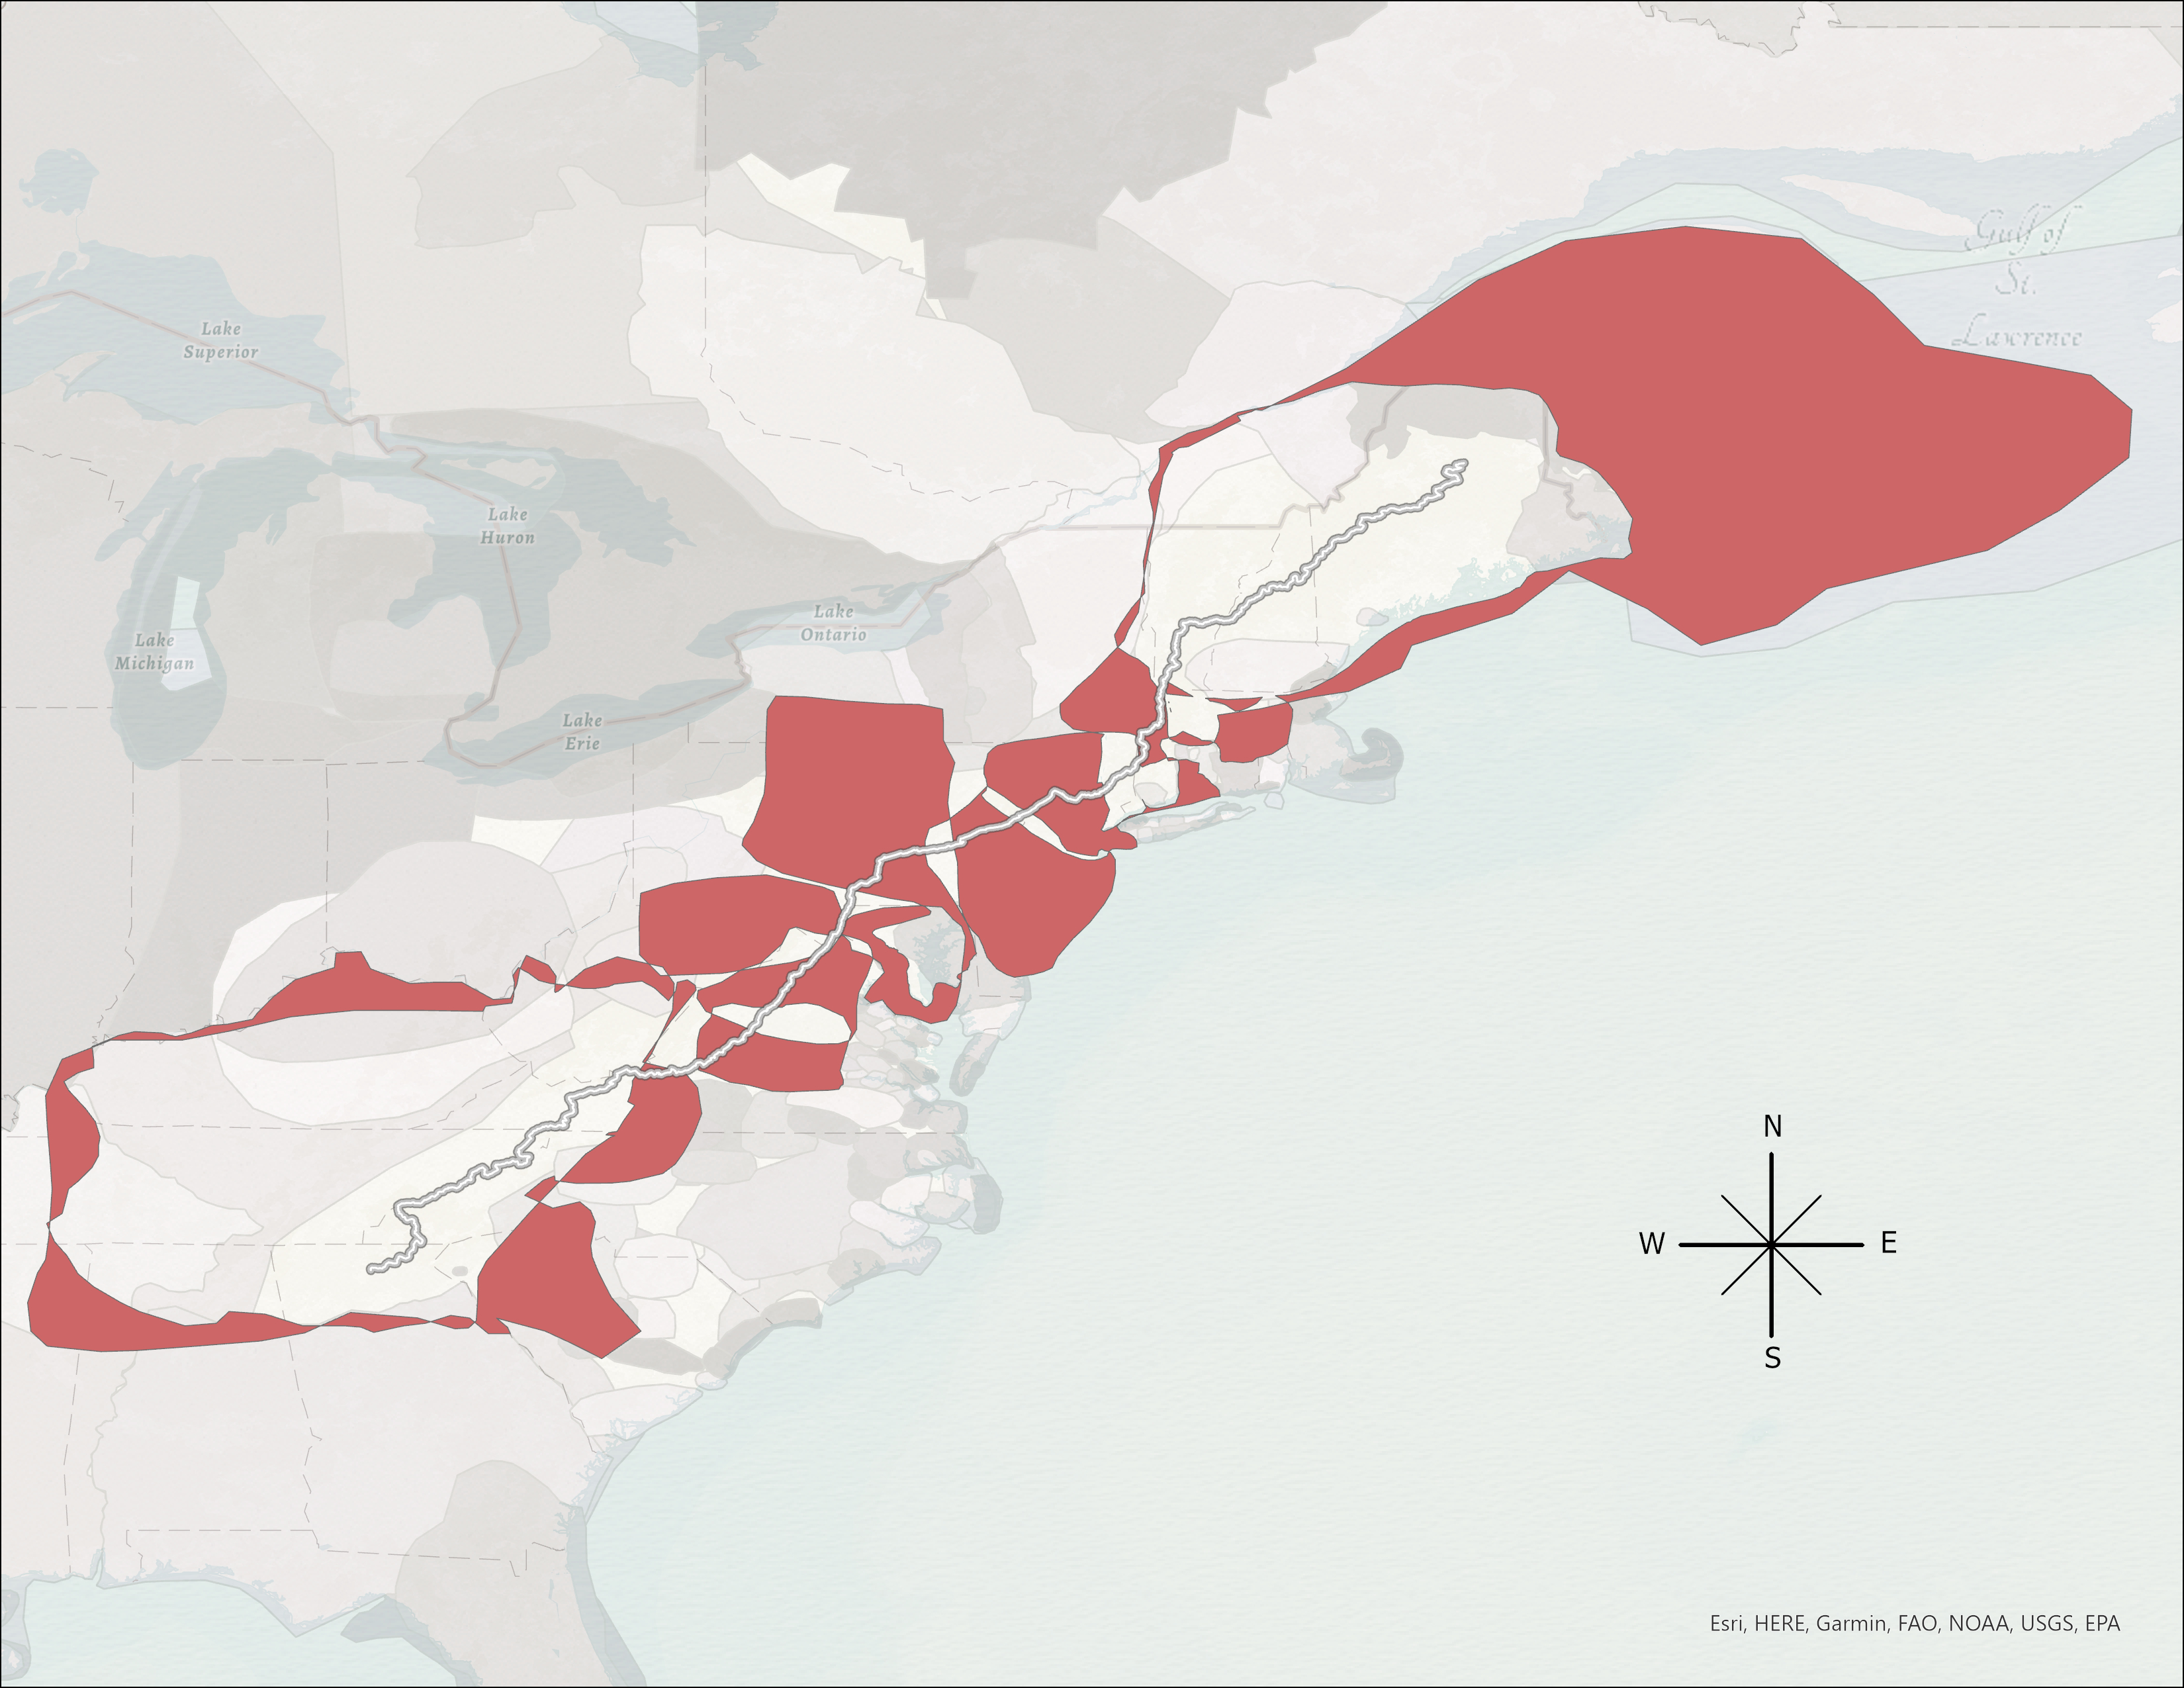 Gulf of
St.
Lawrence
Lake
Superior
Lake
Huron
Lake
Ontario
Lake
Michigan
Lake
Erie
N
W
E
S
Esri, HERE, Garmin, FAO, NOAA, USGS, EPA